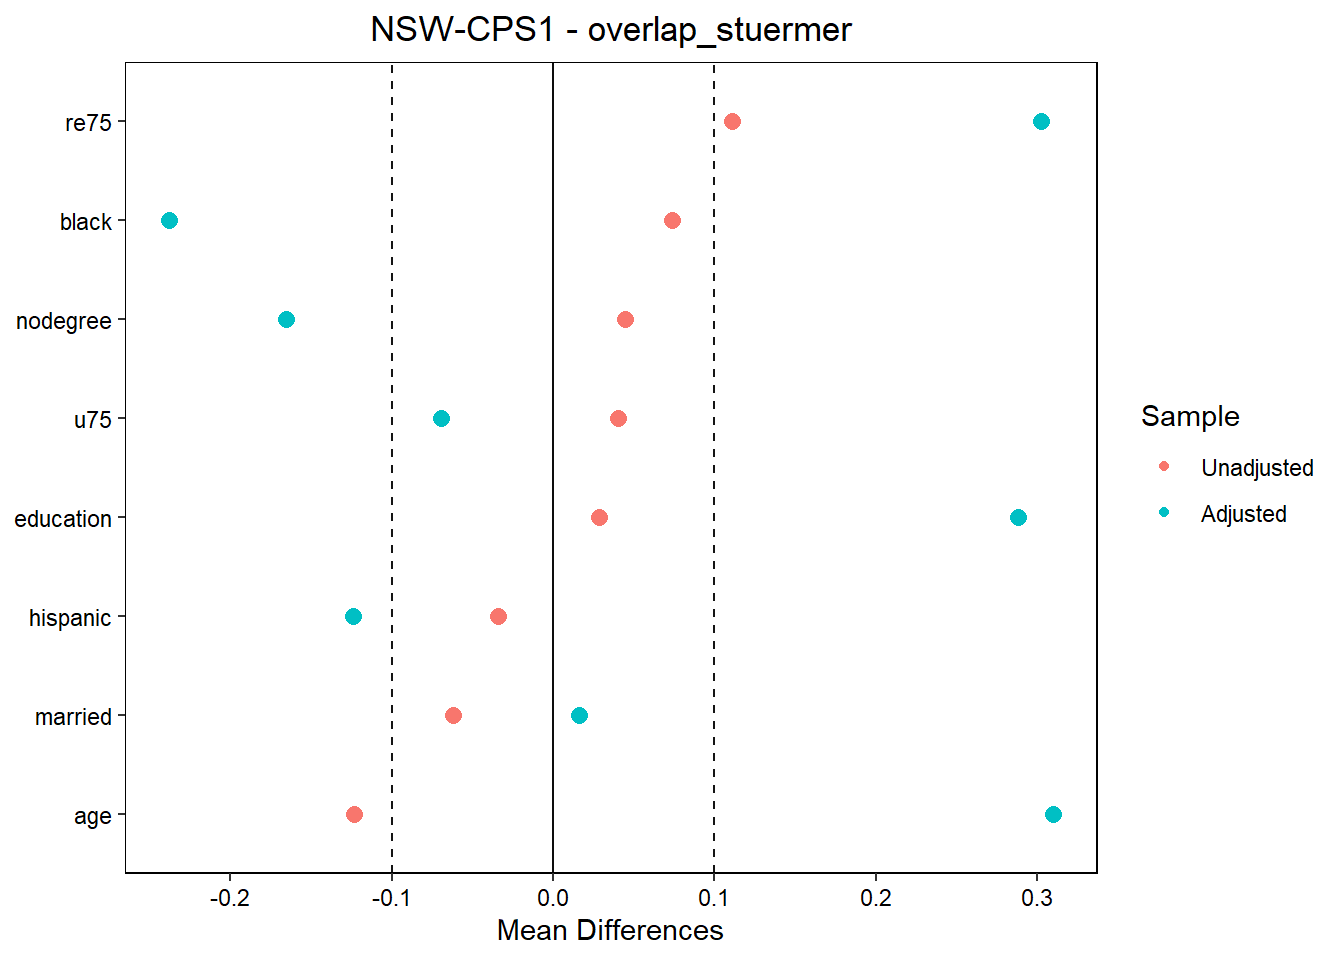 NSW-CPS1 - overlap_stuermer
re75
black
nodegree
u75
education
hispanic
married
age
-0.2 -0.1 0.0 0.1 0.2 0.3
Mean Differences
Sample
Unadjusted
Adjusted